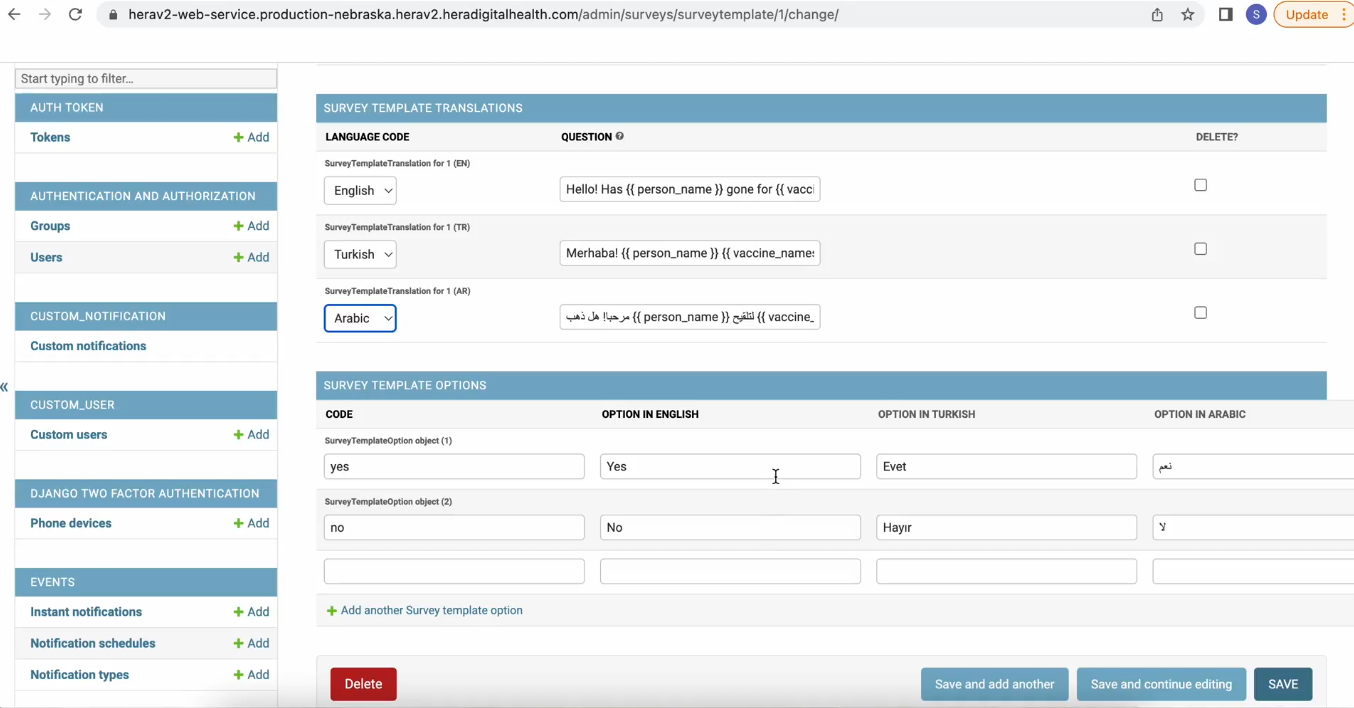 herav2-web-service.production-nebraska.herav2.heradigitalhealth.com/admin/surveys/surveytemplate/1/change/
S
Update
Start typing to filter...
AUTH TOKEN
Tokens + Add
AUTHENTICATION AND AUTHORIZATION
Groups + Add
Users + Add
CUSTOM_NOTIFICATION
Custom notifications
CUSTOM_USER
Custom users + Add
DJANGO TWO FACTOR AUTHENTICATION
Phone devices + Add
EVENTS
Instant notifications + Add
Notification schedules + Add
Notification types + Add
«
SURVEY TEMPLATE TRANSLATIONS
LANGUAGE CODE QUESTION ? DELETE?
SurveyTemplateTranslation for 1 (EN)
English Hello! Has {{ person_name }} gone for {{ vacci
SurveyTemplateTranslation for 1 (TR)
Turkish Merhaba! {{ person_name }} {{ vaccine_names
SurveyTemplateTranslation for 1 (AR)
Arabic مرحبا! هل ذهب {{ person_name }} لتلقيح {{ vaccine_
SURVEY TEMPLATE OPTIONS
CODE OPTION IN ENGLISH OPTION IN TURKISH OPTION IN ARABIC
SurveyTemplateOption object (1)
yes Yes Evet نعم
SurveyTemplateOption object (2)
no No Hayır لا
+ Add another Survey template option
Delete Save and add another Save and continue editing SAVE